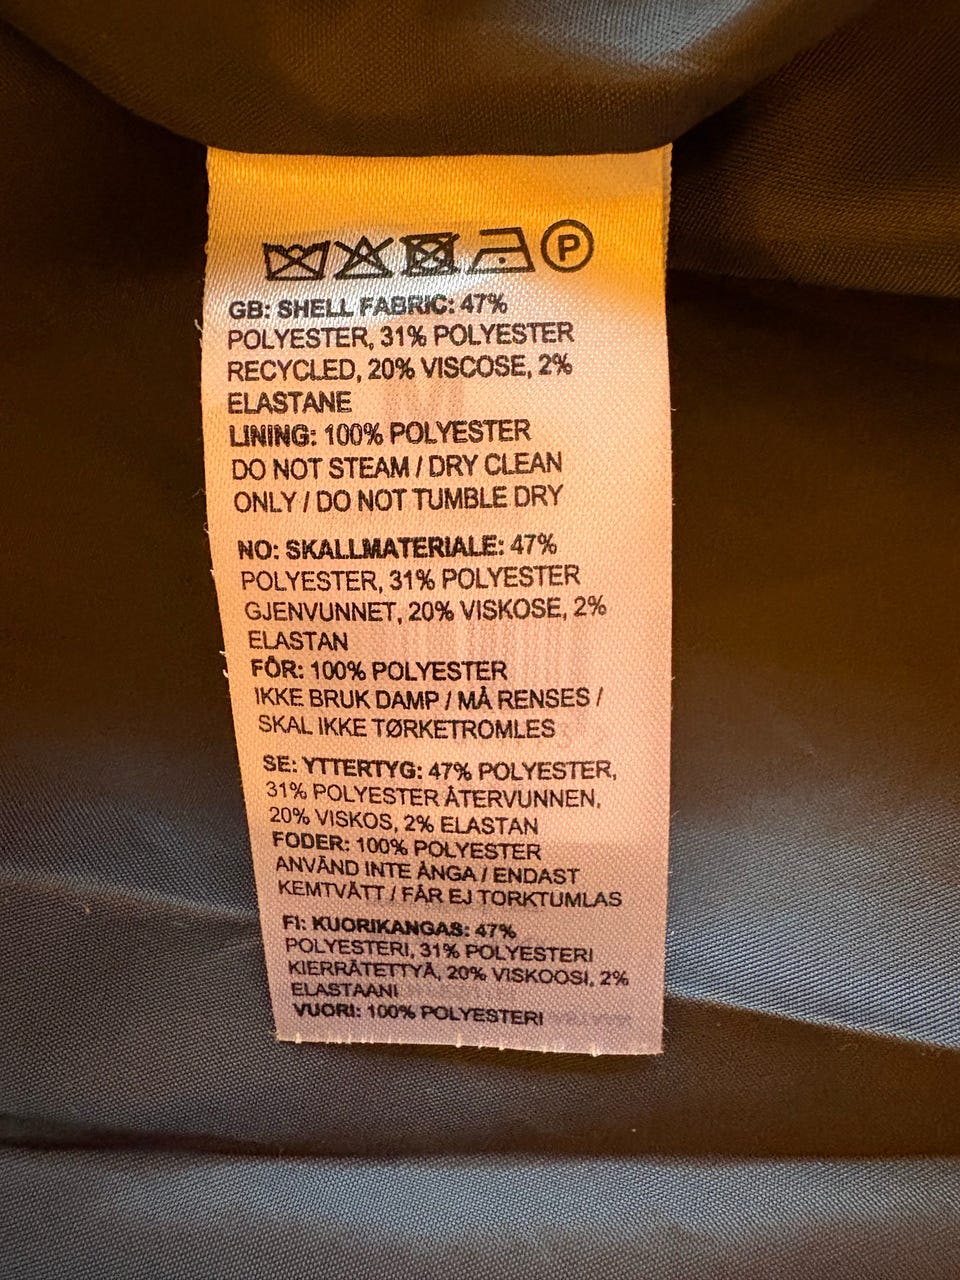 P
GB: SHELL FABRIC: 47%
POLYESTER, 31% POLYESTER
RECYCLED, 20% VISCOSE, 2%
ELASTANE
LINING: 100% POLYESTER
DO NOT STEAM / DRY CLEAN
ONLY / DO NOT TUMBLE DRY
NO: SKALLMATERIALE: 47%
POLYESTER, 31% POLYESTER
GJENVUNNET, 20% VISKOSE, 2%
ELASTAN
FÔR: 100% POLYESTER
IKKE BRUK DAMP / MÅ RENSES /
SKAL IKKE TØRKETROMLES
SE: YTTERTYG: 47% POLYESTER,
31% POLYESTER ÅTERVUNNEN,
20% VISKOS, 2% ELASTAN
FODER: 100% POLYESTER
ANVÄND INTE ÅNGA / ENDAST
KEMTVÄTT / FÅR EJ TORKTUMLAS
FI: KUORIKANGAS: 47%
POLYESTERI, 31% POLYESTERI
KIERRÄTETTYÄ, 20% VISKOOSI, 2%
ELASTAANI
VUORI: 100% POLYESTERI